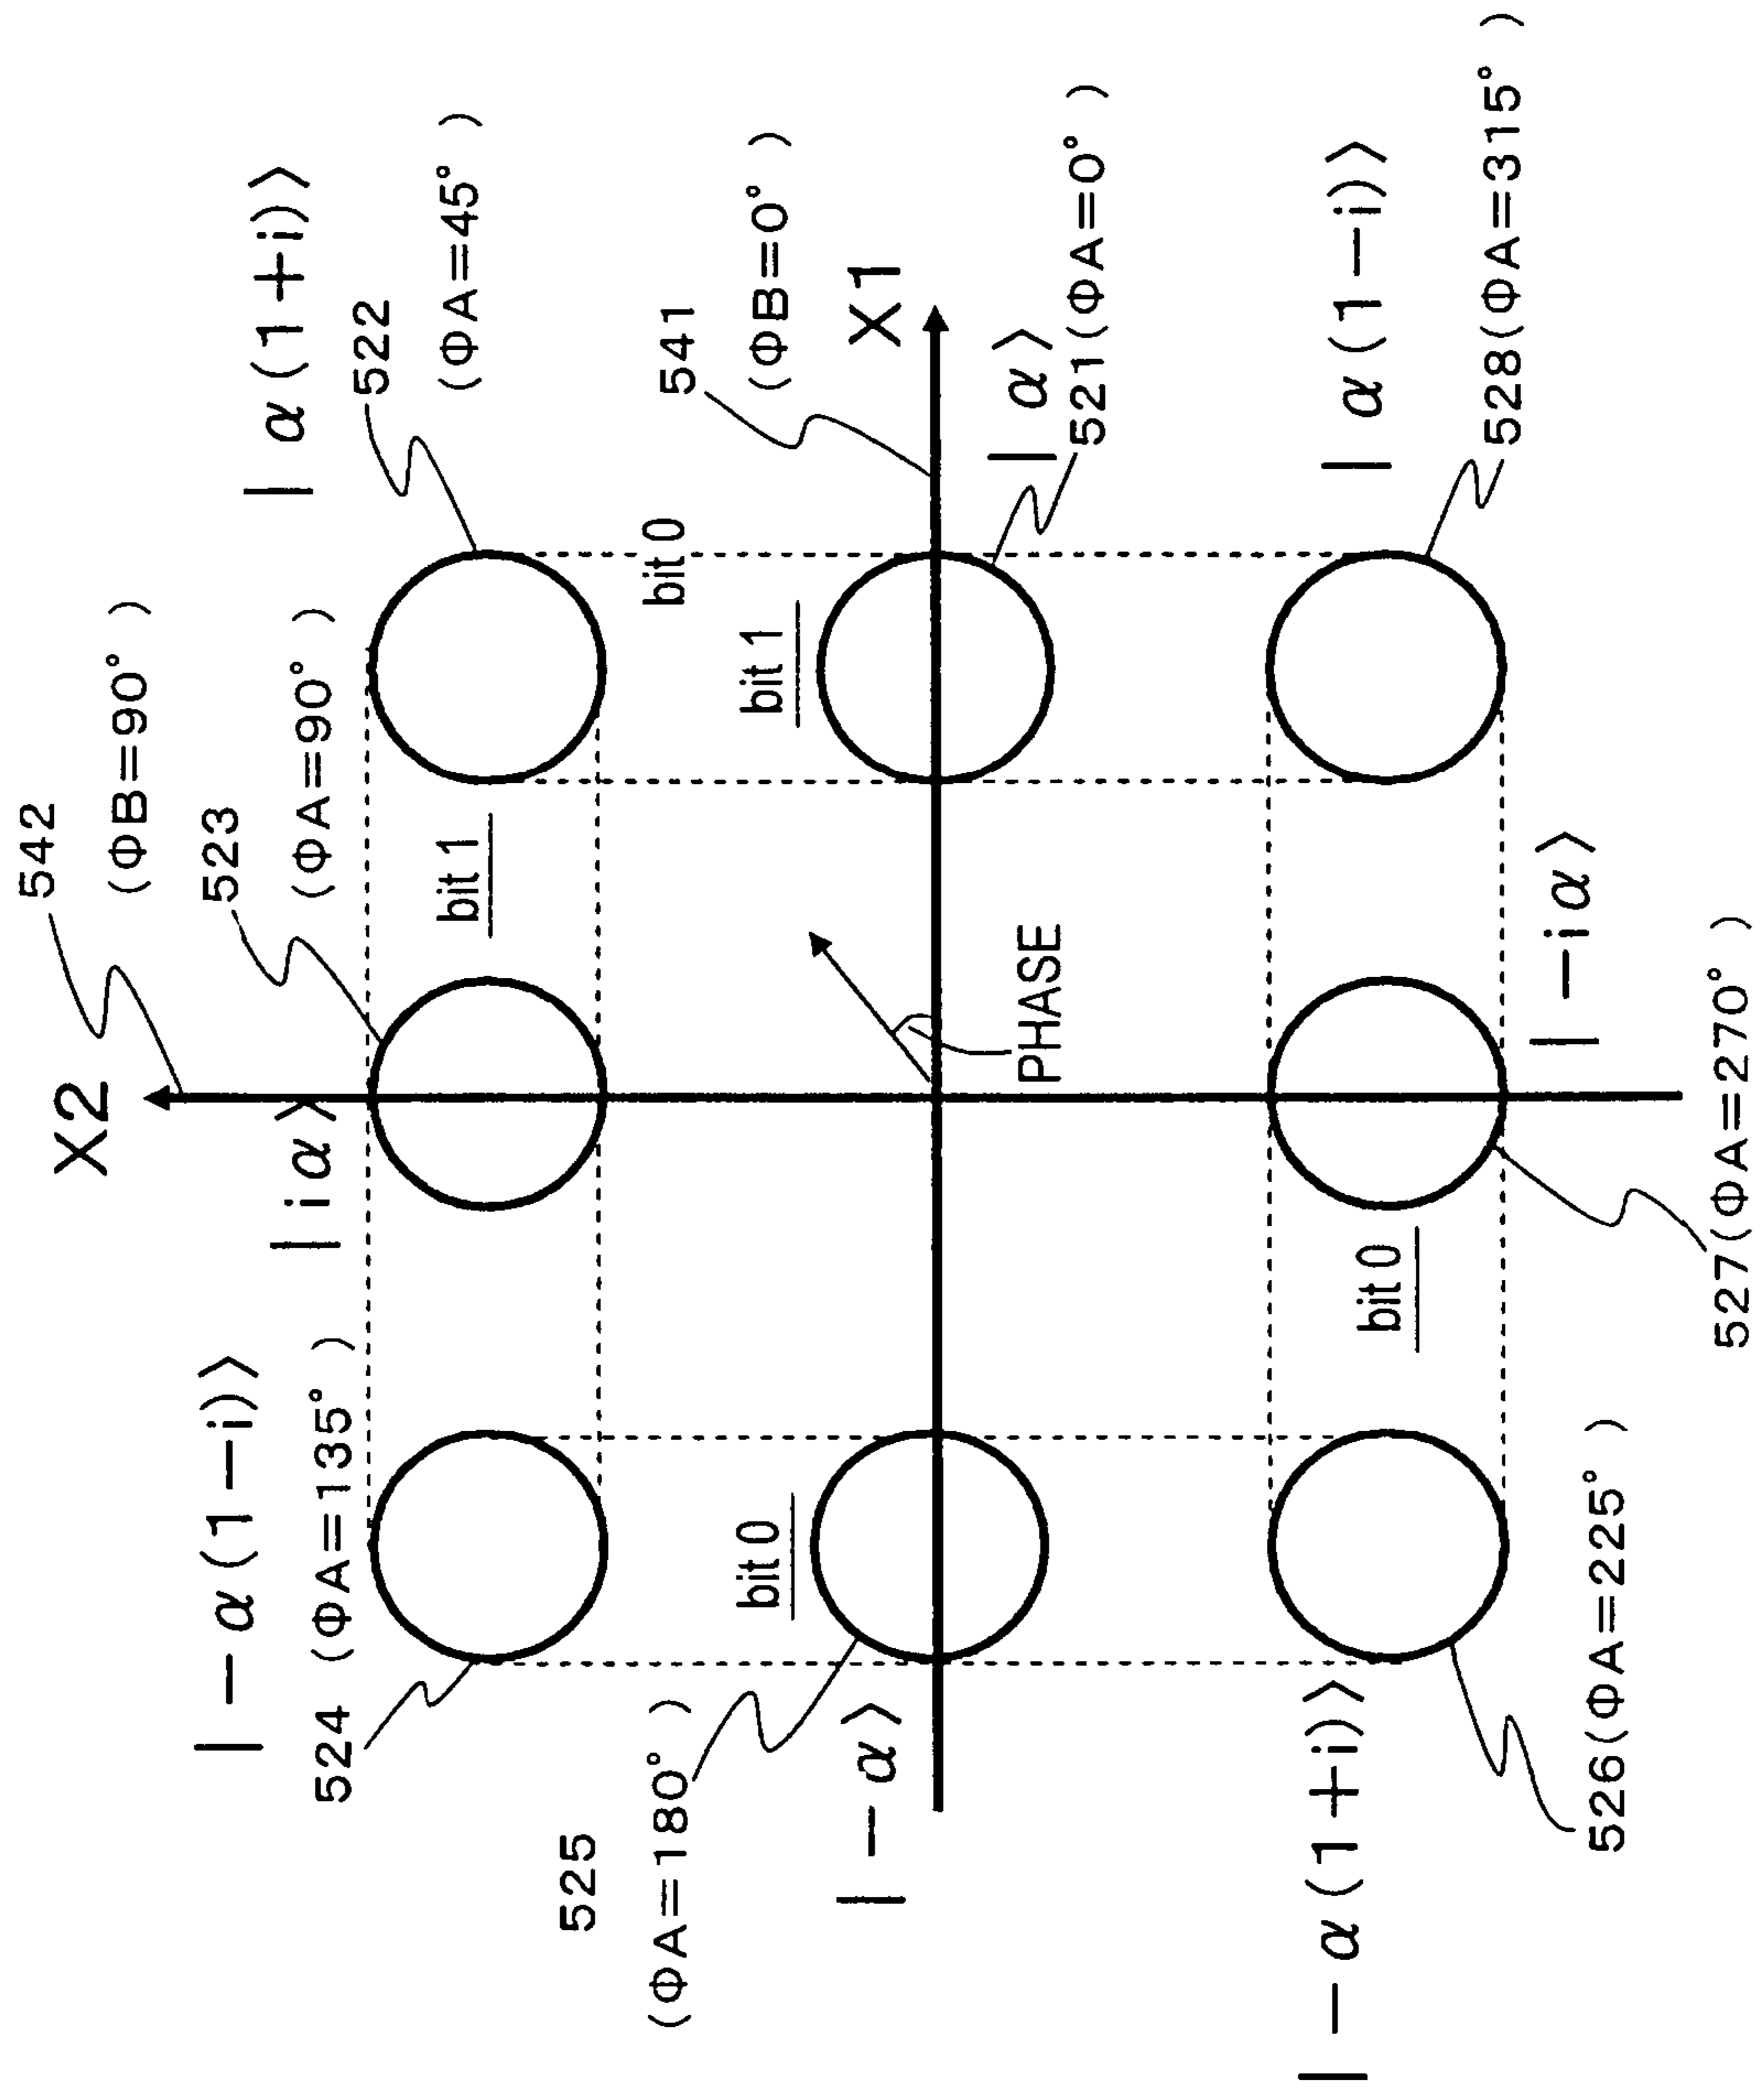 542
X2
(ΦB=90°)
523
|−α(1−i)⟩
|α(1+i)⟩
|iα⟩
(ΦA=90°)
524 (ΦA=135°)
522
(ΦA=45°)
bit 1
525
(ΦA=180°)
bit 0
541
bit 0
bit 1
(ΦB=0°)
|−α⟩
X1
|α⟩
PHASE
521(ΦA=0°)
|−α(1+i)⟩
|α(1−i)⟩
bit 0
528(ΦA=315°)
|−iα⟩
526(ΦA=225°)
527(ΦA=270°)